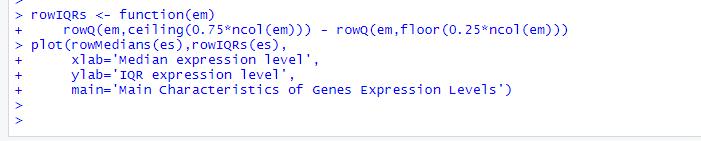 >
> rowIQRs <- function(em)
+     rowQ(em,ceiling(0.75*ncol(em))) - rowQ(em,floor(0.25*ncol(em)))
> plot(rowMedians(es),rowIQRs(es),
+      xlab='Median expression level',
+      ylab='IQR expression level',
+      main='Main Characteristics of Genes Expression Levels')
>
>